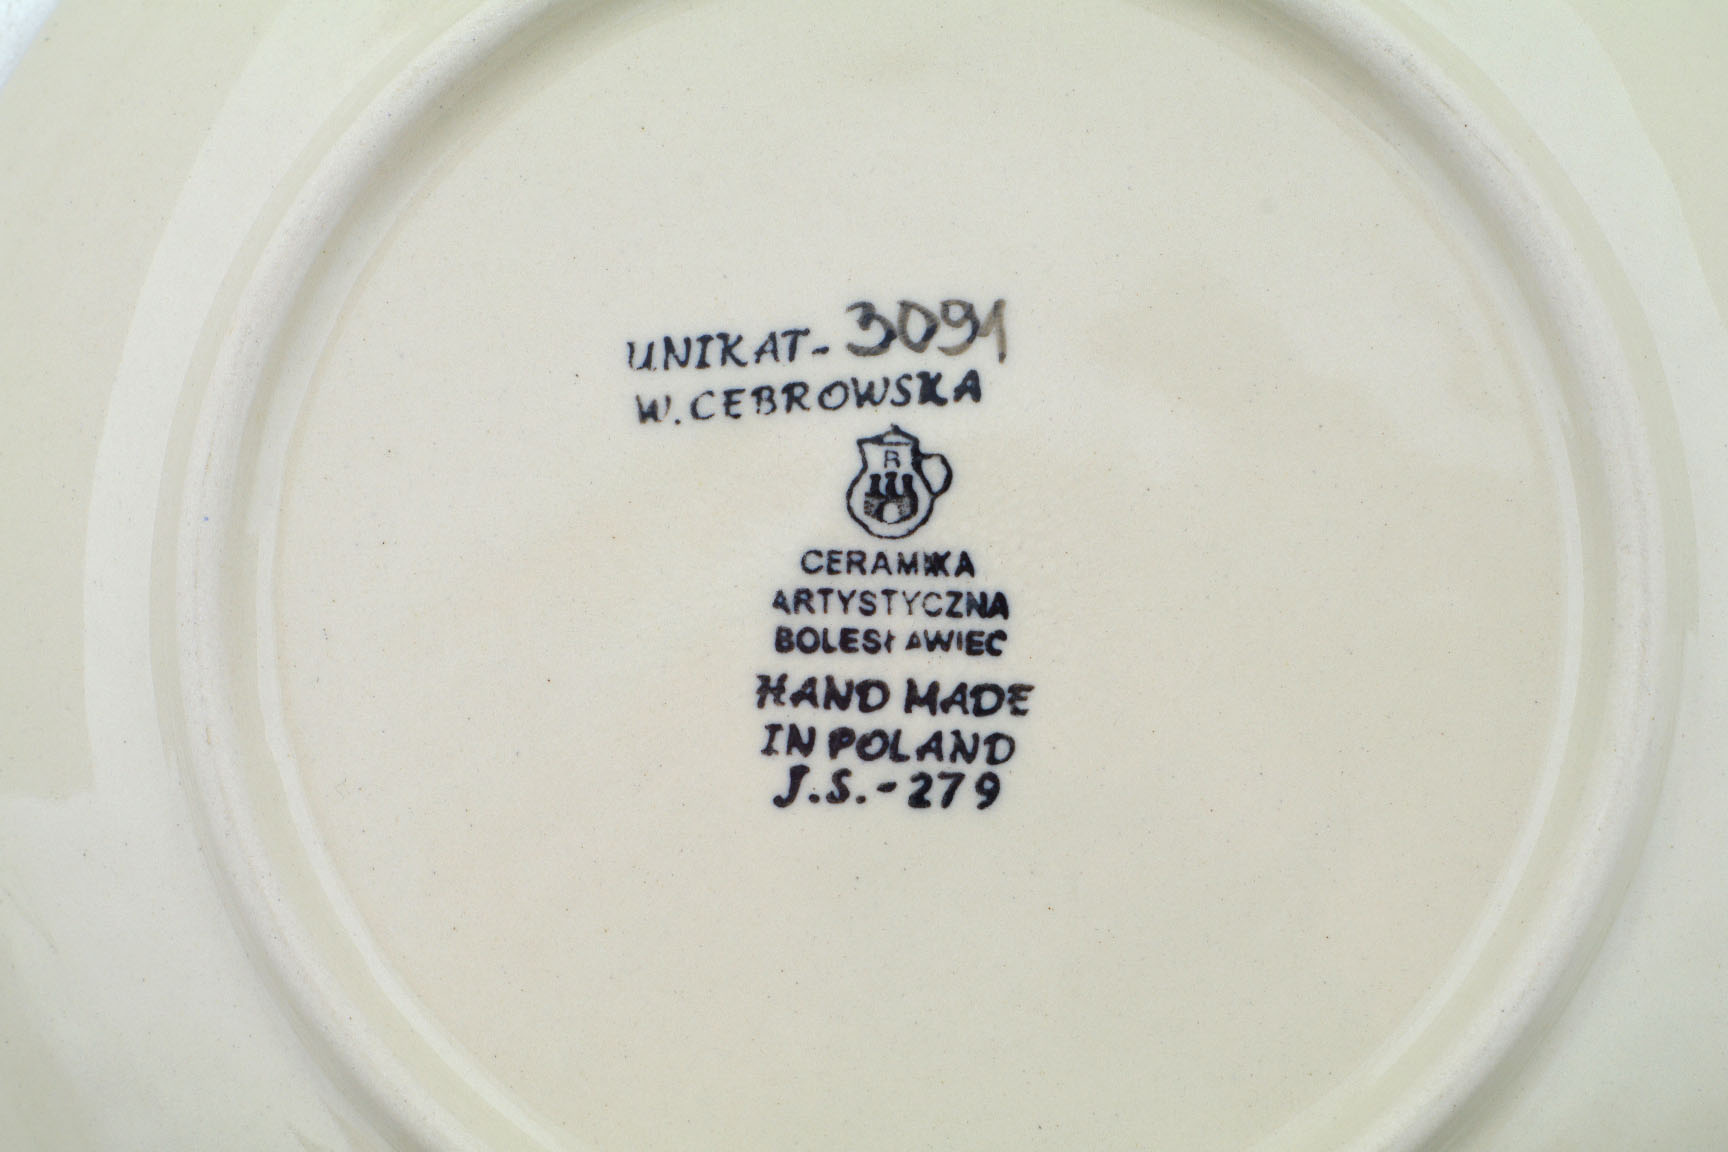 UNIKAT-3091
W. CEBROWSKA
B
CERAMIKA
ARTYSTYCZNA
BOLESŁAWIEC
HAND MADE
IN POLAND
J.S.-279